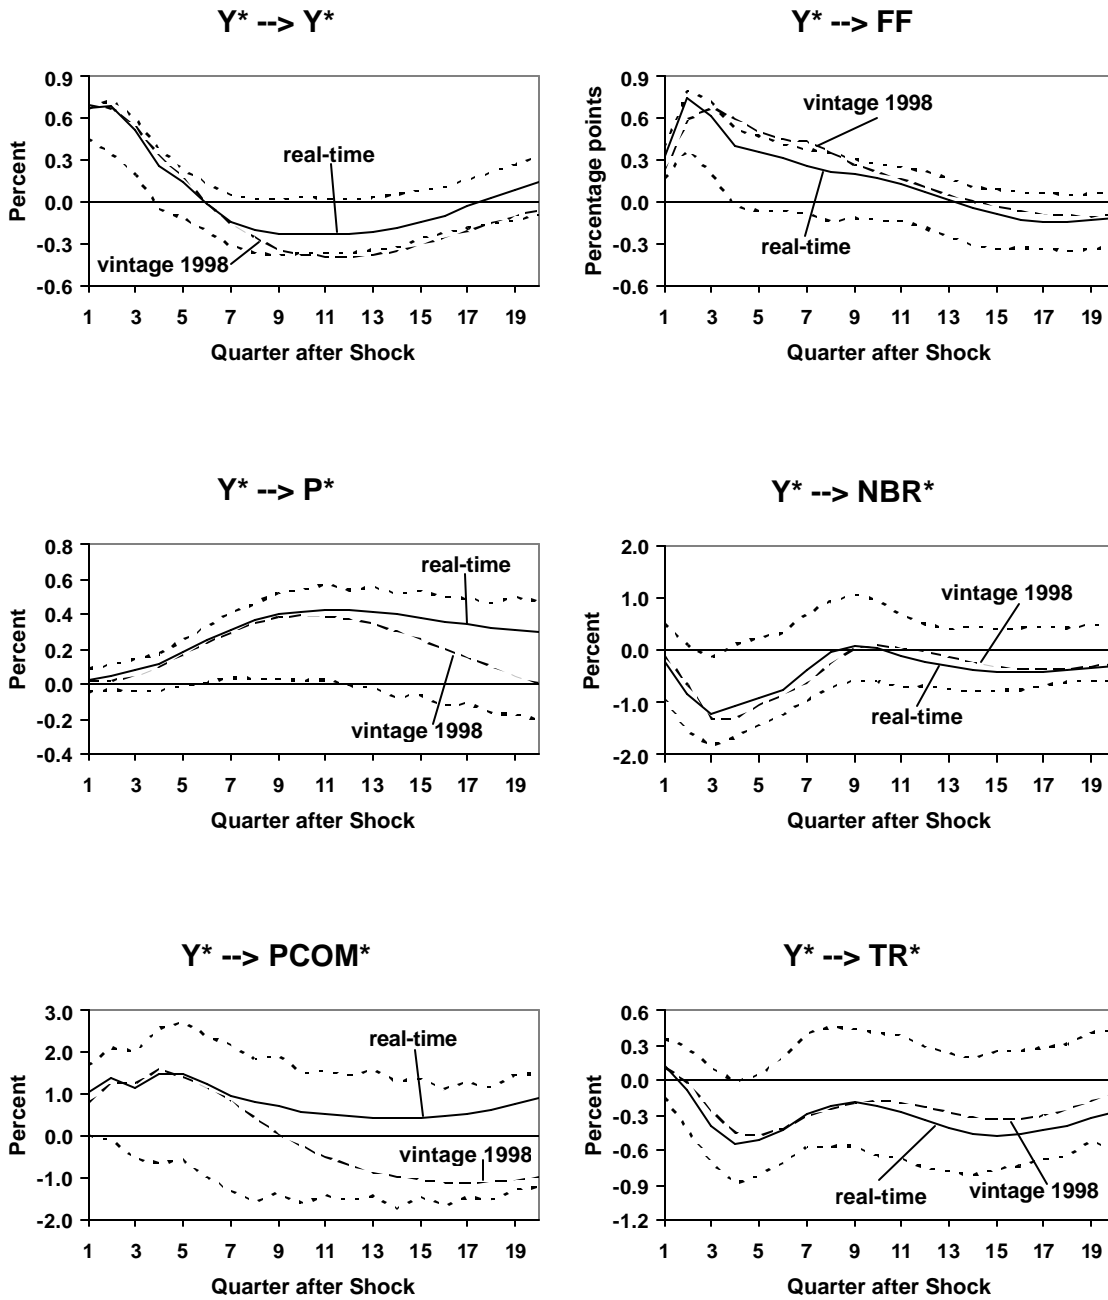 Y* --> Y*
Percent
0.9
0.6
0.3
0.0
-0.3
-0.6
real-time
vintage 1998
1 3 5 7 9 11 13 15 17 19
Quarter after Shock
Y* --> FF
Percentage points
0.9
0.6
0.3
0.0
-0.3
-0.6
vintage 1998
real-time
1 3 5 7 9 11 13 15 17 19
Quarter after Shock
Y* --> P*
Percent
0.8
0.6
0.4
0.2
0.0
-0.2
-0.4
real-time
vintage 1998
1 3 5 7 9 11 13 15 17 19
Quarter after Shock
Y* --> NBR*
Percent
2.0
1.0
0.0
-1.0
-2.0
vintage 1998
real-time
1 3 5 7 9 11 13 15 17 19
Quarter after Shock
Y* --> PCOM*
Percent
3.0
2.0
1.0
0.0
-1.0
-2.0
real-time
vintage 1998
1 3 5 7 9 11 13 15 17 19
Quarter after Shock
Y* --> TR*
Percent
0.6
0.3
0.0
-0.3
-0.6
-0.9
-1.2
real-time
vintage 1998
1 3 5 7 9 11 13 15 17 19
Quarter after Shock